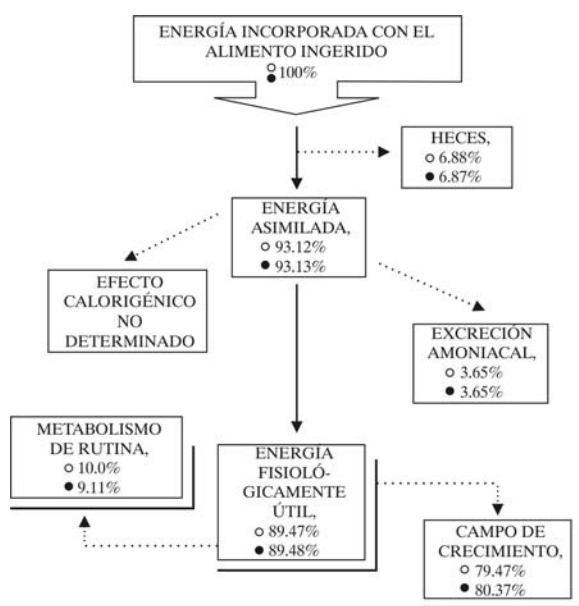 ENERGÍA INCORPORADA CON EL
ALIMENTO INGERIDO
○
● 100%
HECES,
○ 6.88%
● 6.87%
ENERGÍA
ASIMILADA,
○ 93.12%
● 93.13%
EFECTO
CALORIGÉNICO
NO
DETERMINADO
EXCRECIÓN
AMONIACAL,
○ 3.65%
● 3.65%
METABOLISMO
DE RUTINA,
○ 10.0%
● 9.11%
ENERGÍA
FISIOLÓ-
GICAMENTE
ÚTIL,
○ 89.47%
● 89.48%
CAMPO DE
CRECIMIENTO,
○ 79.47%
● 80.37%